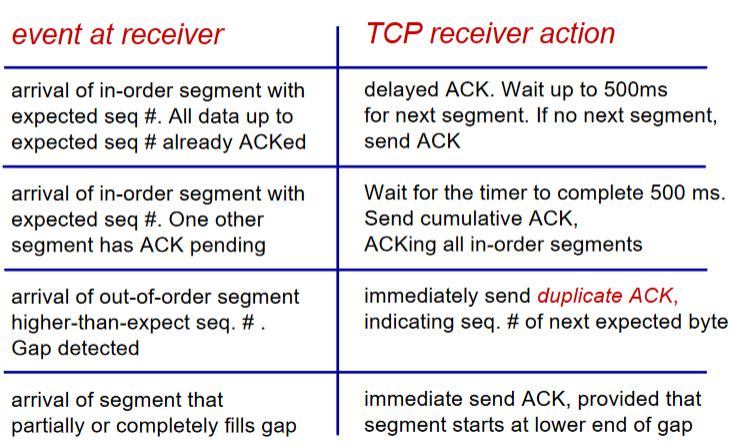 event at receiver
TCP receiver action
arrival of in-order segment with
expected seq #. All data up to
expected seq # already ACKed
delayed ACK. Wait up to 500ms
for next segment. If no next segment,
send ACK
arrival of in-order segment with
expected seq #. One other
segment has ACK pending
Wait for the timer to complete 500 ms.
Send cumulative ACK,
ACKing all in-order segments
arrival of out-of-order segment
higher-than-expect seq. # .
Gap detected
immediately send duplicate ACK,
indicating seq. # of next expected byte
arrival of segment that
partially or completely fills gap
immediate send ACK, provided that
segment starts at lower end of gap